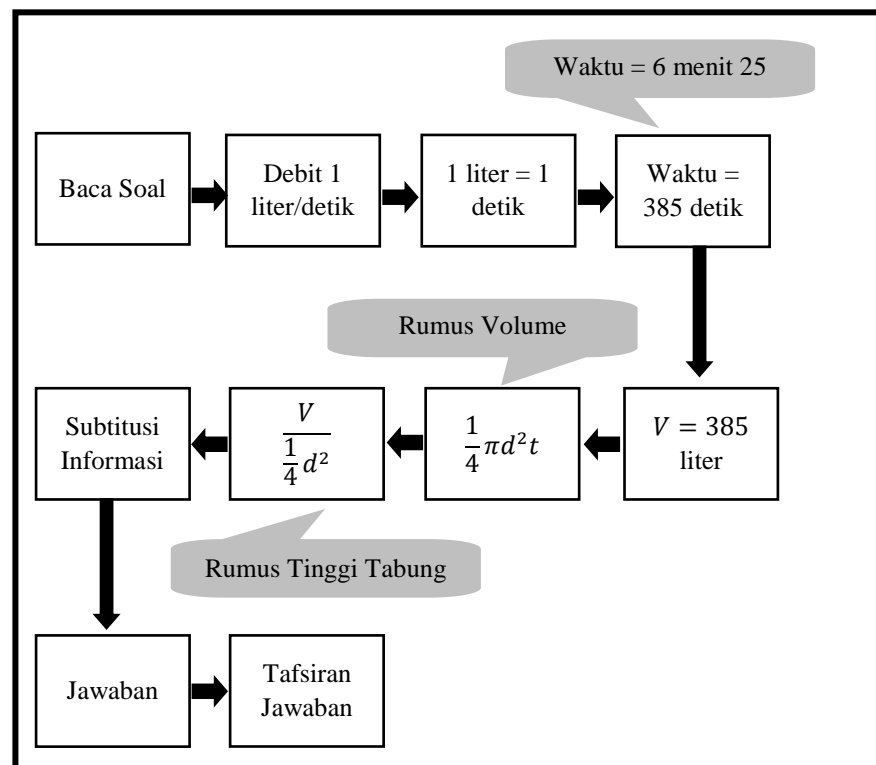 Waktu = 6 menit 25
Baca Soal
Debit 1
liter/detik
1 liter = 1
detik
Waktu =
385 detik
Rumus Volume
V = 385
liter
1/4 πd²t
V / (1/4 d²)
Subtitusi
Informasi
Rumus Tinggi Tabung
Jawaban
Tafsiran
Jawaban